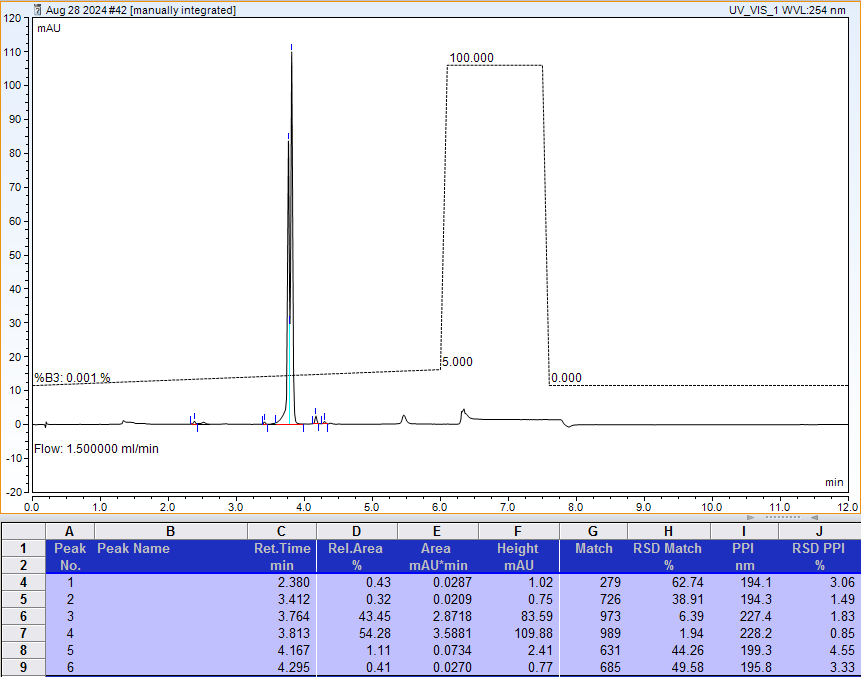 Aug 28 2024 #42 [manually integrated] UV_VIS_1 WVL:254 nm
120
mAU
110
100.000
100
90
80
70
60
50
40
30
20
5.000
%B3: 0.001 %
0.000
10
0
Flow: 1.500000 ml/min
-10
min
-20
0.0 1.0 2.0 3.0 4.0 5.0 6.0 7.0 8.0 9.0 10.0 11.0 12.0
A B C D E F G H I J
1 Peak Peak Name Ret.Time Rel.Area Area Height Match RSD Match PPI RSD PPI
2 No. min % mAU*min mAU % nm %
4 1 2.380 0.43 0.0287 1.02 279 62.74 194.1 3.06
5 2 3.412 0.32 0.0209 0.75 726 38.91 194.3 1.49
6 3 3.764 43.45 2.8718 83.59 973 6.39 227.4 1.83
7 4 3.813 54.28 3.5881 109.88 989 1.94 228.2 0.85
8 5 4.167 1.11 0.0734 2.41 631 44.26 199.3 4.55
9 6 4.295 0.41 0.0270 0.77 685 49.58 195.8 3.33